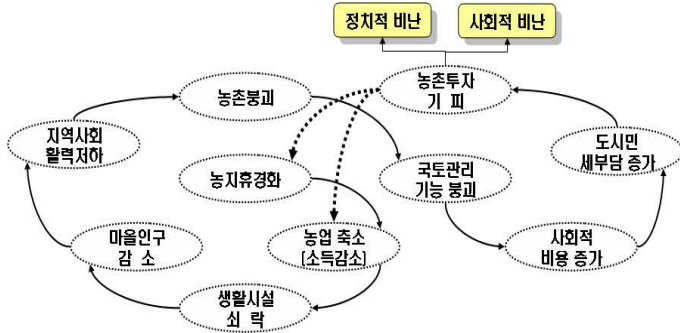 정치적 비난
사회적 비난
농촌붕괴
농촌투자
기 피
지역사회
활력저하
도시민
세부담 증가
농지휴경화
국토관리
기능 붕괴
마을인구
감 소
농업 축소
[소득감소]
사회적
비용 증가
생활시설
쇠 락